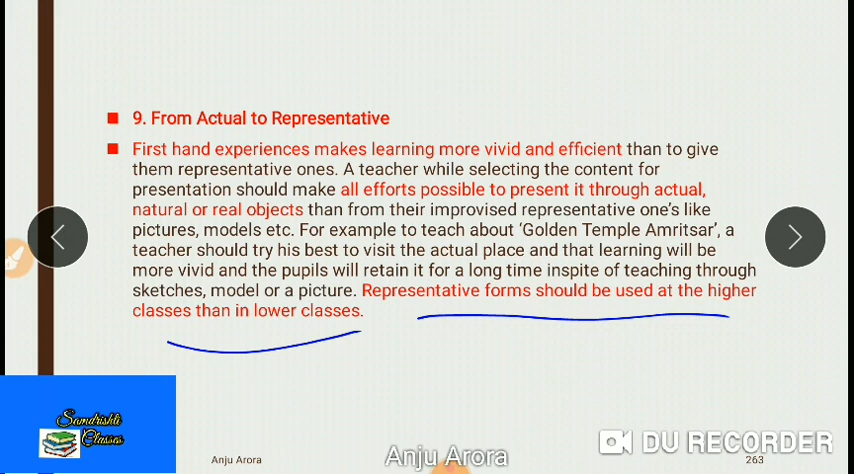 9. From Actual to Representative
First hand experiences makes learning more vivid and efficient than to give
them representative ones. A teacher while selecting the content for
presentation should make all efforts possible to present it through actual,
natural or real objects than from their improvised representative one's like
pictures, models etc. For example to teach about 'Golden Temple Amritsar', a
teacher should try his best to visit the actual place and that learning will be
more vivid and the pupils will retain it for a long time inspite of teaching through
sketches, model or a picture. Representative forms should be used at the higher
classes than in lower classes.
Samdrishti
Classes
Anju Arora
Anju Arora
DU RECORDER
263